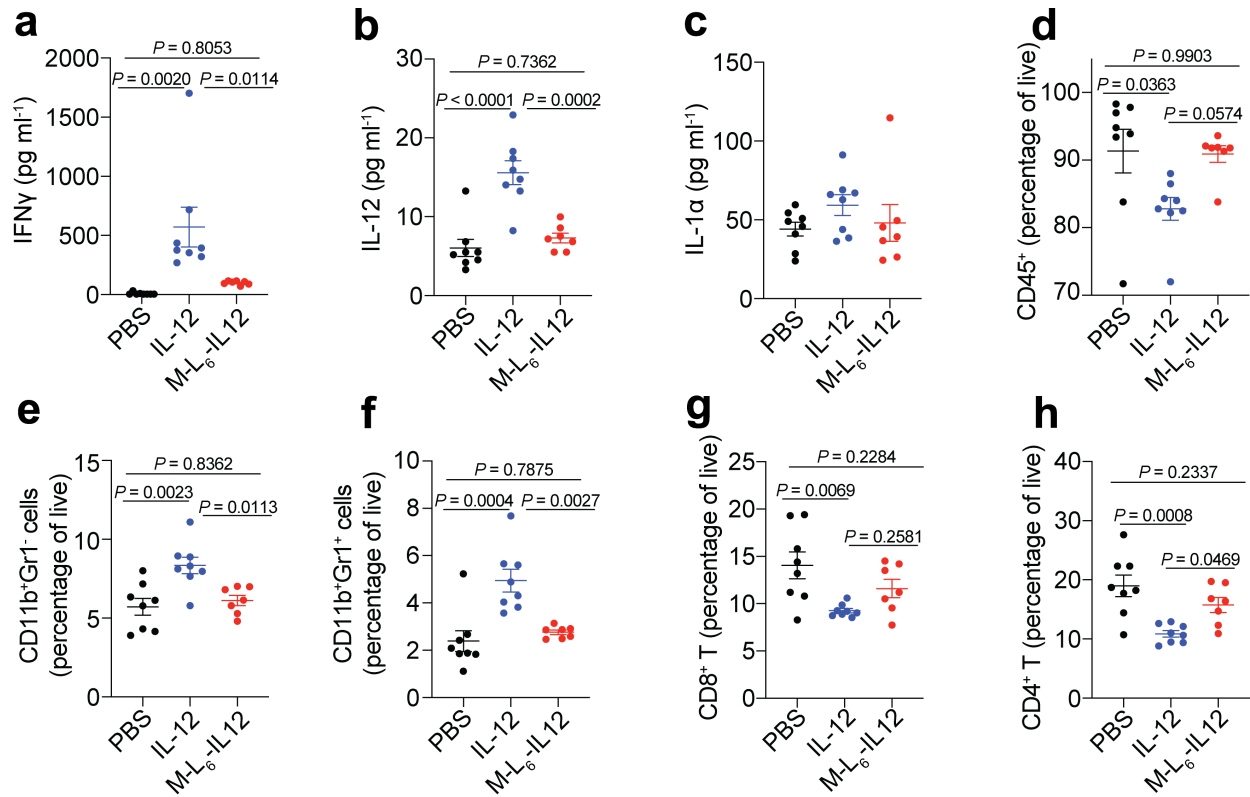 a
IFNγ (pg ml⁻¹)
2000
1500
1000
500
0
P = 0.8053
P = 0.0020
P = 0.0114
PBS
IL-12
M-L₆-IL12
b
IL-12 (pg ml⁻¹)
30
20
10
0
P = 0.7362
P < 0.0001
P = 0.0002
PBS
IL-12
M-L₆-IL12
c
IL-1α (pg ml⁻¹)
150
100
50
0
PBS
IL-12
M-L₆-IL12
d
CD45⁺ (percentage of live)
100
90
80
70
P = 0.9903
P = 0.0363
P = 0.0574
PBS
IL-12
M-L₆-IL12
e
CD11b⁺Gr1⁻ cells
(percentage of live)
15
10
5
0
P = 0.8362
P = 0.0023
P = 0.0113
PBS
IL-12
M-L₆-IL12
f
CD11b⁺Gr1⁺ cells
(percentage of live)
10
8
6
4
2
0
P = 0.7875
P = 0.0004
P = 0.0027
PBS
IL-12
M-L₆-IL12
g
CD8⁺ T (percentage of live)
25
20
15
10
5
0
P = 0.2284
P = 0.0069
P = 0.2581
PBS
IL-12
M-L₆-IL12
h
CD4⁺ T (percentage of live)
40
30
20
10
0
P = 0.2337
P = 0.0008
P = 0.0469
PBS
IL-12
M-L₆-IL12